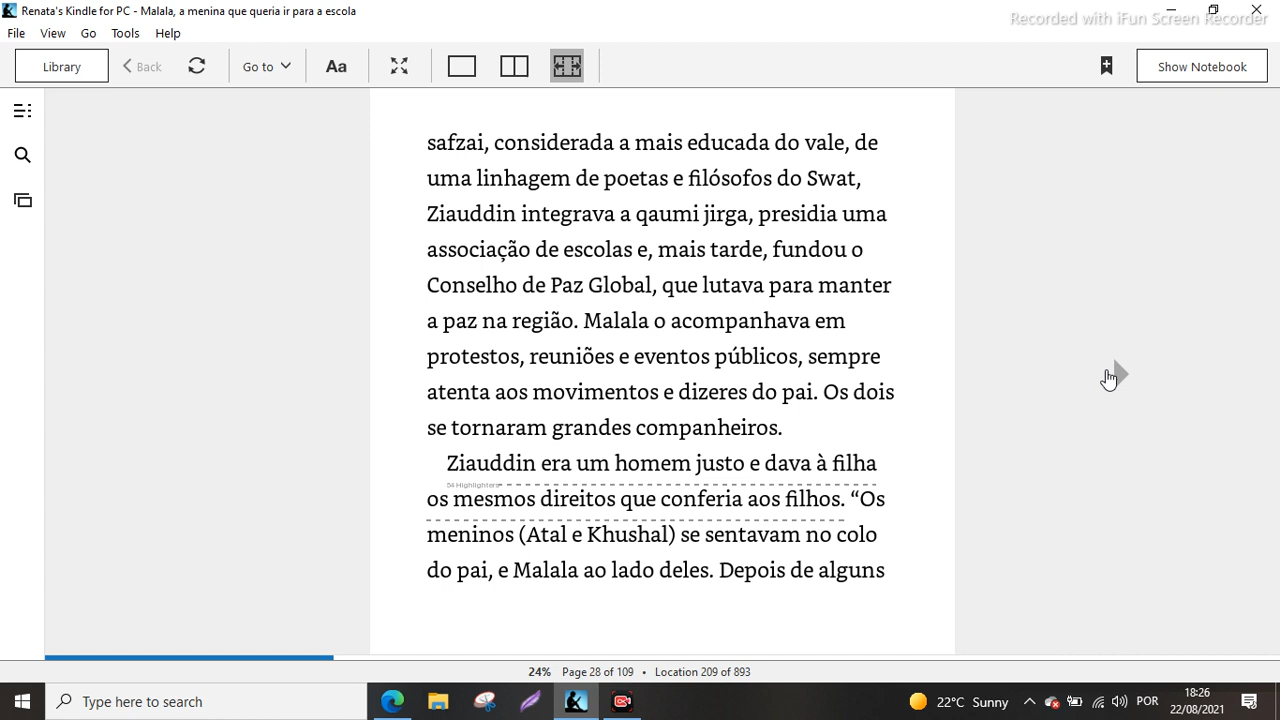 Renata's Kindle for PC - Malala, a menina que queria ir para a escola
Recorded with iFun Screen Recorder
File View Go Tools Help
Library Back Go to Aa Show Notebook
safzai, considerada a mais educada do vale, de
uma linhagem de poetas e filósofos do Swat,
Ziauddin integrava a qaumi jirga, presidia uma
associação de escolas e, mais tarde, fundou o
Conselho de Paz Global, que lutava para manter
a paz na região. Malala o acompanhava em
protestos, reuniões e eventos públicos, sempre
atenta aos movimentos e dizeres do pai. Os dois
se tornaram grandes companheiros.
Ziauddin era um homem justo e dava à filha
54 Highlighters
os mesmos direitos que conferia aos filhos. “Os
meninos (Atal e Khushal) se sentavam no colo
do pai, e Malala ao lado deles. Depois de alguns
24% Page 28 of 109 • Location 209 of 893
Type here to search
22°C Sunny
POR
18:26
22/08/2021